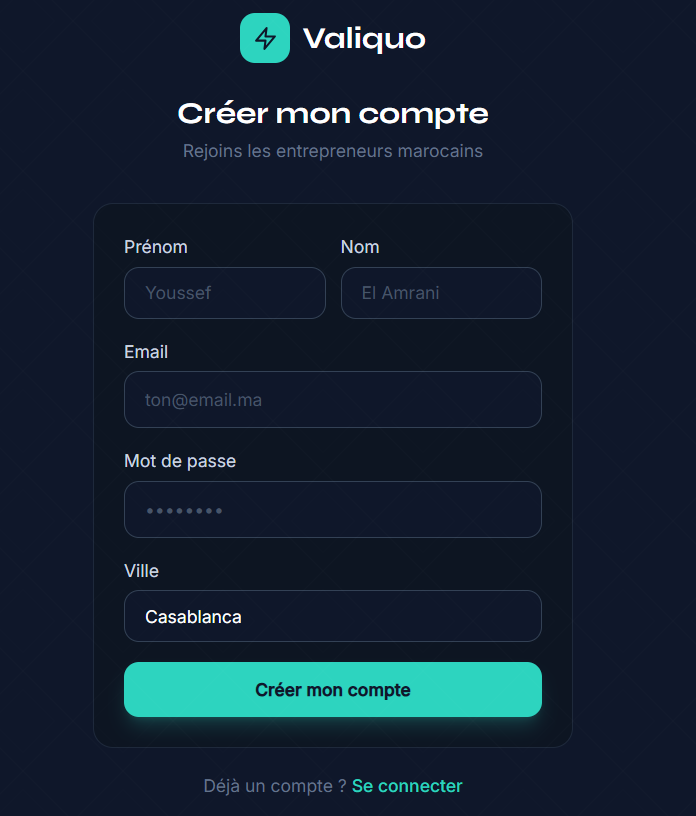 Valiquo
Créer mon compte
Rejoins les entrepreneurs marocains
Prénom
Nom
Youssef
El Amrani
Email
ton@email.ma
Mot de passe
••••••••
Ville
Casablanca
Créer mon compte
Déjà un compte ? Se connecter